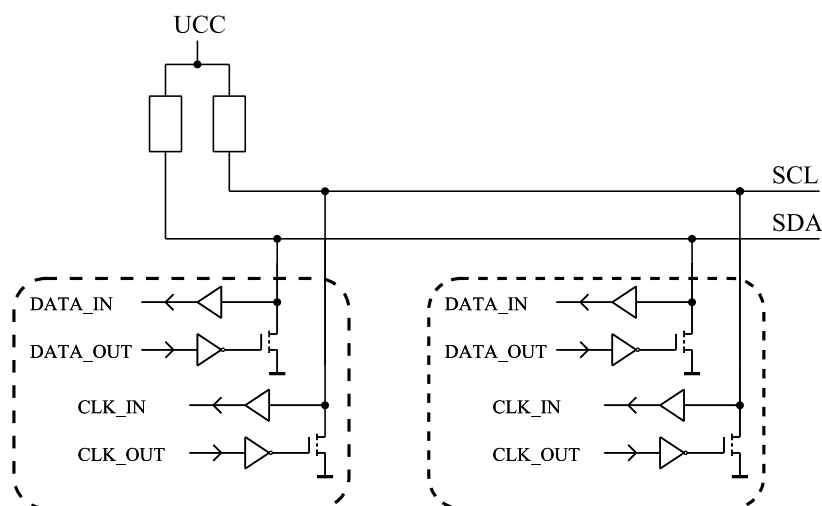 UCC
SCL
SDA
DATA_IN
DATA_OUT
CLK_IN
CLK_OUT
DATA_IN
DATA_OUT
CLK_IN
CLK_OUT